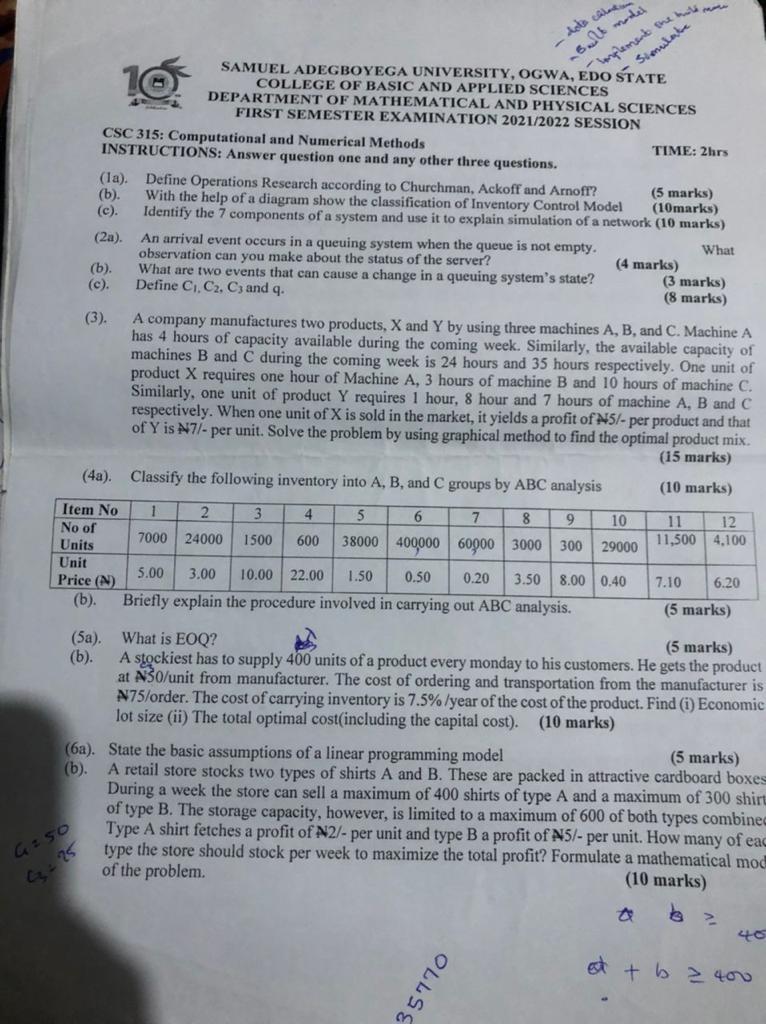 - Built model
- implement the
- Simulate
10
SAMUEL ADEGBOYEGA UNIVERSITY, OGWA, EDO STATE
COLLEGE OF BASIC AND APPLIED SCIENCES
DEPARTMENT OF MATHEMATICAL AND PHYSICAL SCIENCES
FIRST SEMESTER EXAMINATION 2021/2022 SESSION
CSC 315: Computational and Numerical Methods TIME: 2hrs
INSTRUCTIONS: Answer question one and any other three questions.
(1a). Define Operations Research according to Churchman, Ackoff and Arnoff? (5 marks)
(b). With the help of a diagram show the classification of Inventory Control Model (10marks)
(c). Identify the 7 components of a system and use it to explain simulation of a network (10 marks)
(2a). An arrival event occurs in a queuing system when the queue is not empty. What
observation can you make about the status of the server? (4 marks)
(b). What are two events that can cause a change in a queuing system's state? (3 marks)
(c). Define C₁, C₂, C₃ and q. (8 marks)
(3). A company manufactures two products, X and Y by using three machines A, B, and C. Machine A
has 4 hours of capacity available during the coming week. Similarly, the available capacity of
machines B and C during the coming week is 24 hours and 35 hours respectively. One unit of
product X requires one hour of Machine A, 3 hours of machine B and 10 hours of machine C.
Similarly, one unit of product Y requires 1 hour, 8 hour and 7 hours of machine A, B and C
respectively. When one unit of X is sold in the market, it yields a profit of ₦5/- per product and that
of Y is ₦7/- per unit. Solve the problem by using graphical method to find the optimal product mix.
(15 marks)
(4a). Classify the following inventory into A, B, and C groups by ABC analysis (10 marks)
Item No 1 2 3 4 5 6 7 8 9 10 11 12
No of Units 7000 24000 1500 600 38000 400000 60000 3000 300 29000 11,500 4,100
Unit Price (₦) 5.00 3.00 10.00 22.00 1.50 0.50 0.20 3.50 8.00 0.40 7.10 6.20
(b). Briefly explain the procedure involved in carrying out ABC analysis. (5 marks)
(5a). What is EOQ? (5 marks)
(b). A stockiest has to supply 400 units of a product every monday to his customers. He gets the product
at ₦50/unit from manufacturer. The cost of ordering and transportation from the manufacturer is
₦75/order. The cost of carrying inventory is 7.5% /year of the cost of the product. Find (i) Economic
lot size (ii) The total optimal cost(including the capital cost). (10 marks)
(6a). State the basic assumptions of a linear programming model (5 marks)
(b). A retail store stocks two types of shirts A and B. These are packed in attractive cardboard boxes
During a week the store can sell a maximum of 400 shirts of type A and a maximum of 300 shirt
of type B. The storage capacity, however, is limited to a maximum of 600 of both types combine
Type A shirt fetches a profit of ₦2/- per unit and type B a profit of ₦5/- per unit. How many of eac
type the store should stock per week to maximize the total profit? Formulate a mathematical mod
of the problem. (10 marks)
C₁ = 50
C₃ = 75
a b ≥
40
a + b ≥ 400
35770